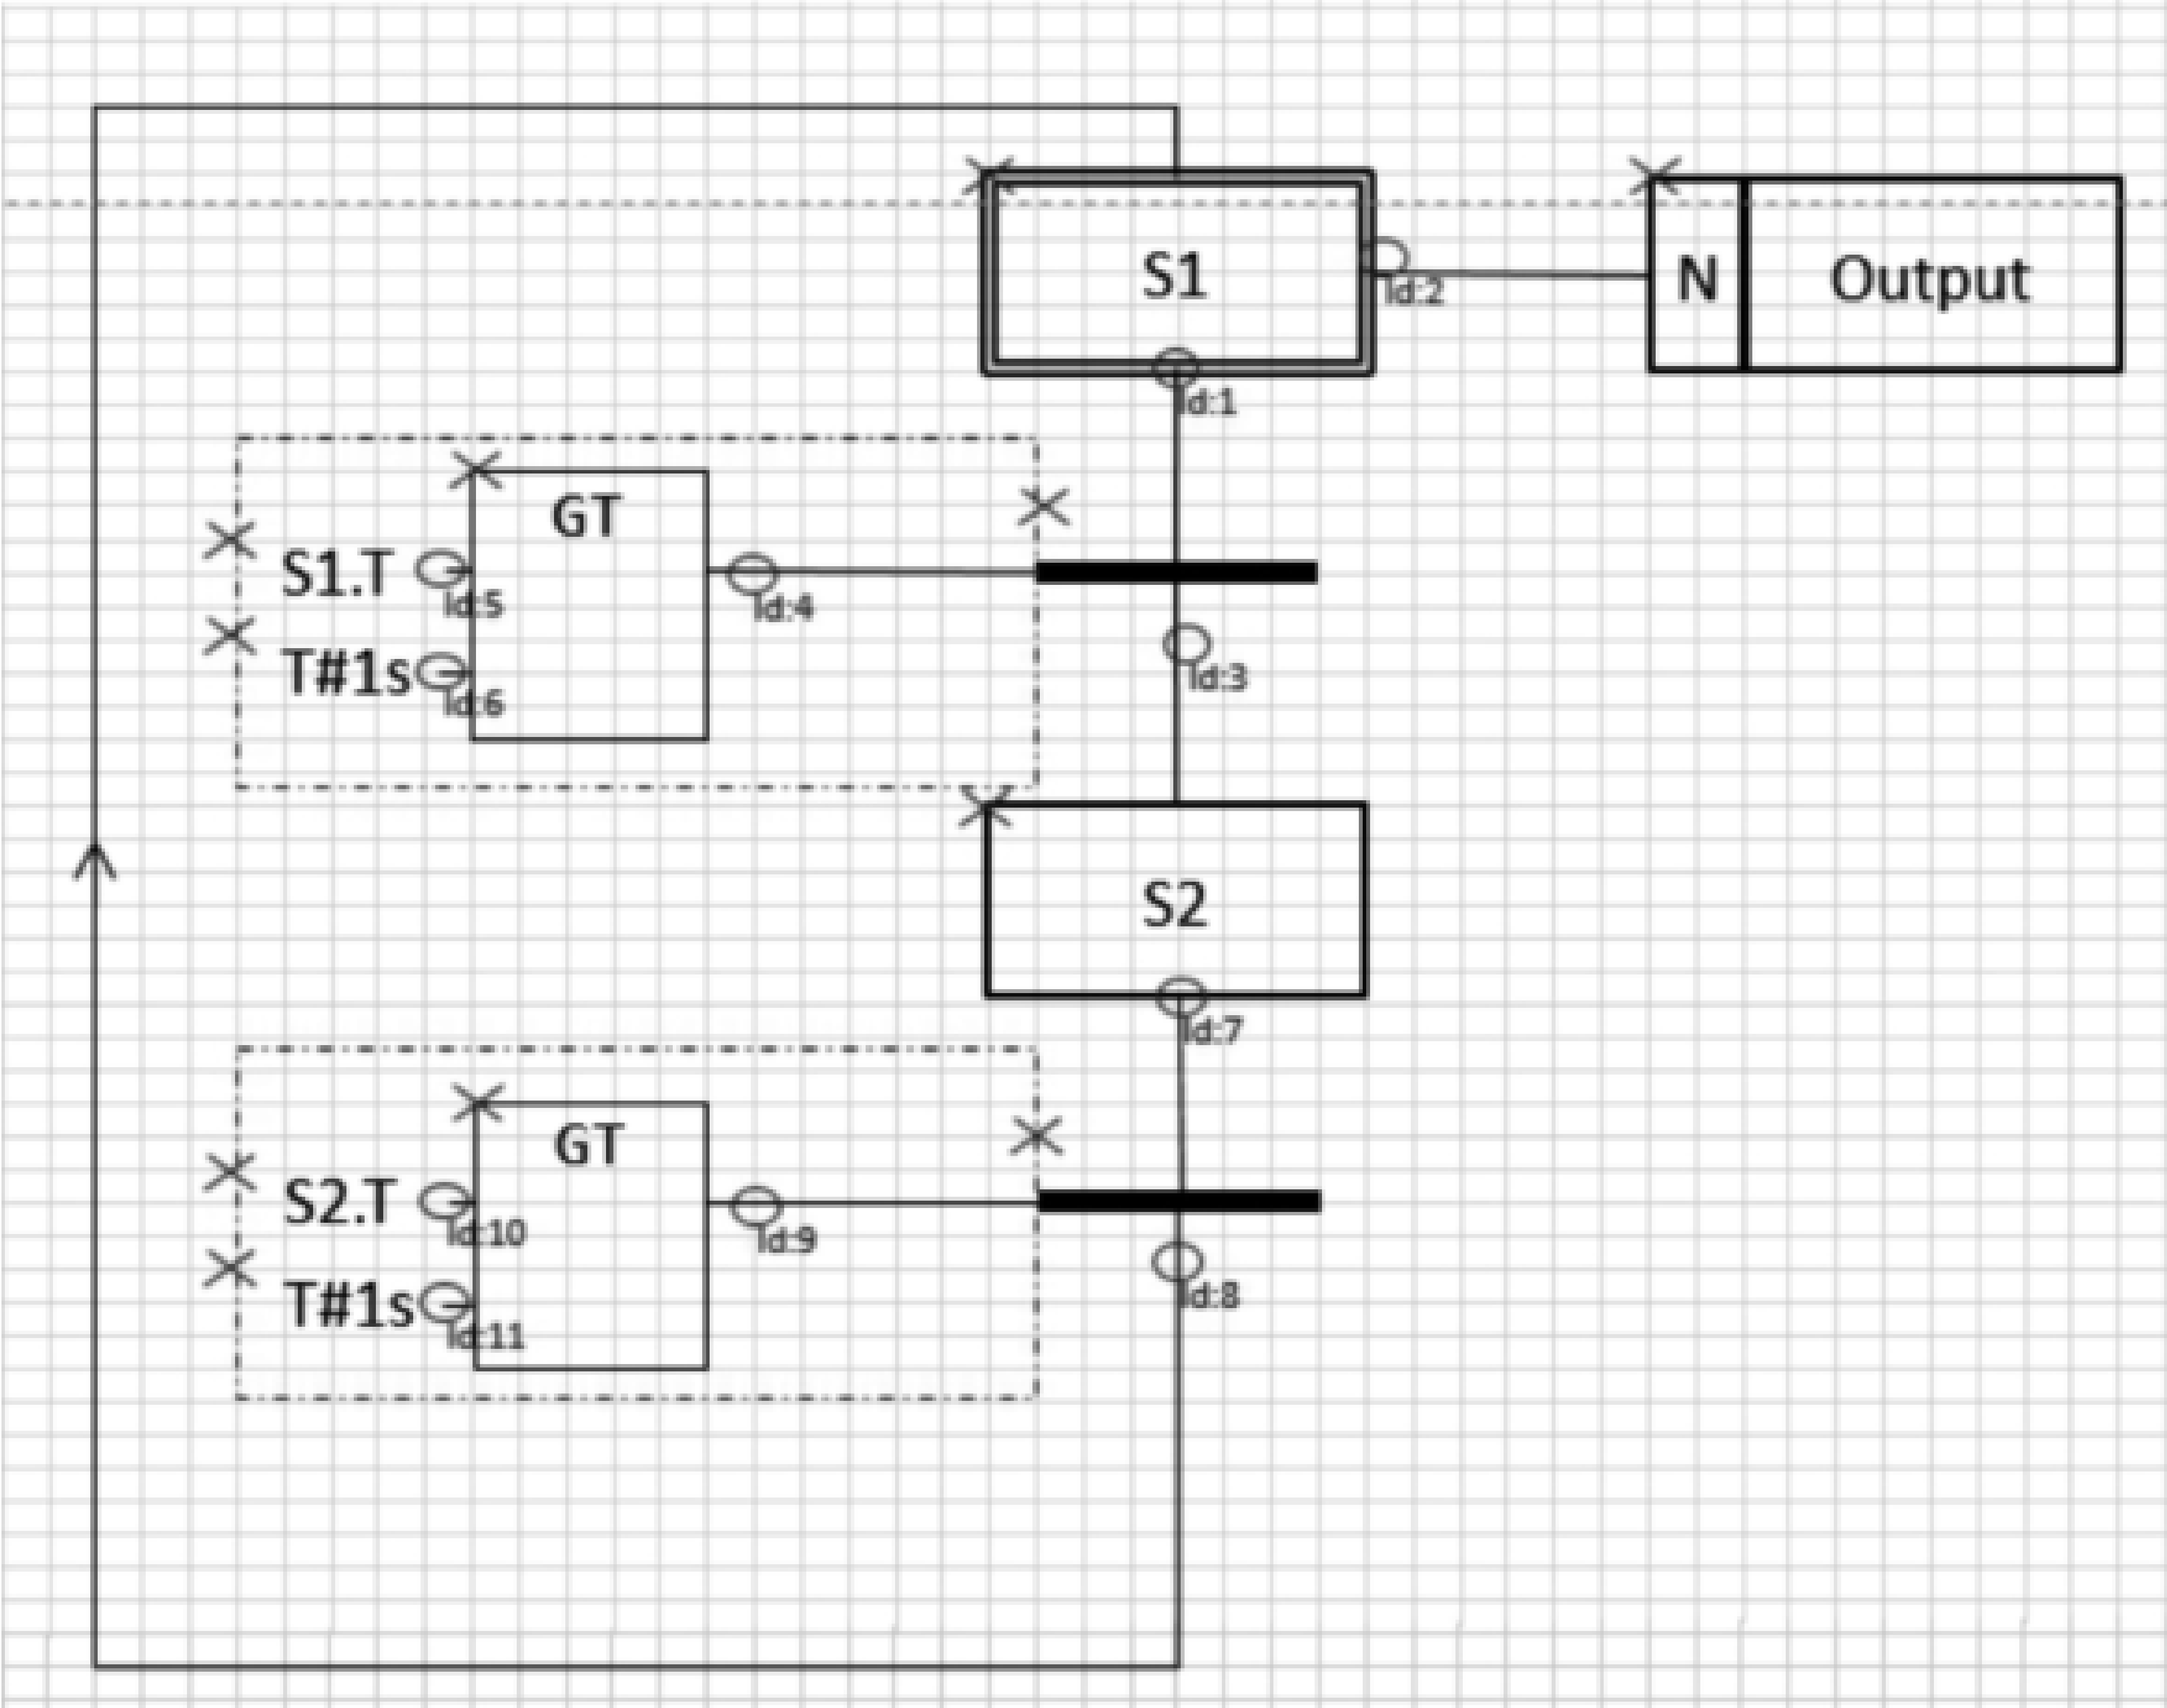 S1
N
Output
Id:2
Id:1
GT
S1.T
Id:5
Id:4
T#1s
Id:6
Id:3
S2
Id:7
GT
S2.T
Id:10
Id:9
T#1s
Id:11
Id:8